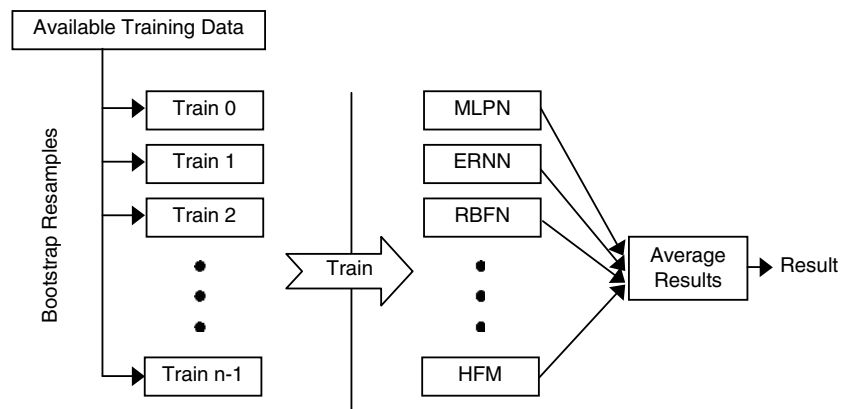 Available Training Data
Bootstrap Resamples
Train 0
Train 1
Train 2
Train n-1
Train
MLPN
ERNN
RBFN
HFM
Average
Results
Result